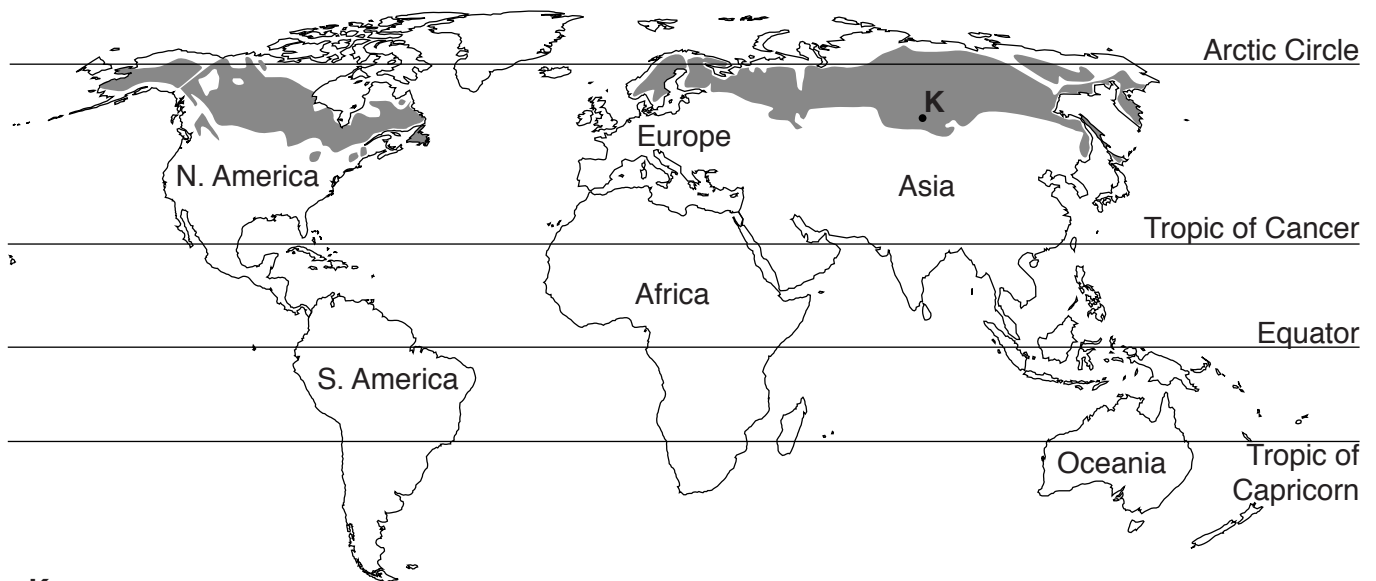 Arctic Circle
K
Europe
N. America
Asia
Tropic of Cancer
Africa
Equator
S. America
Oceania
Tropic of
Capricorn
K